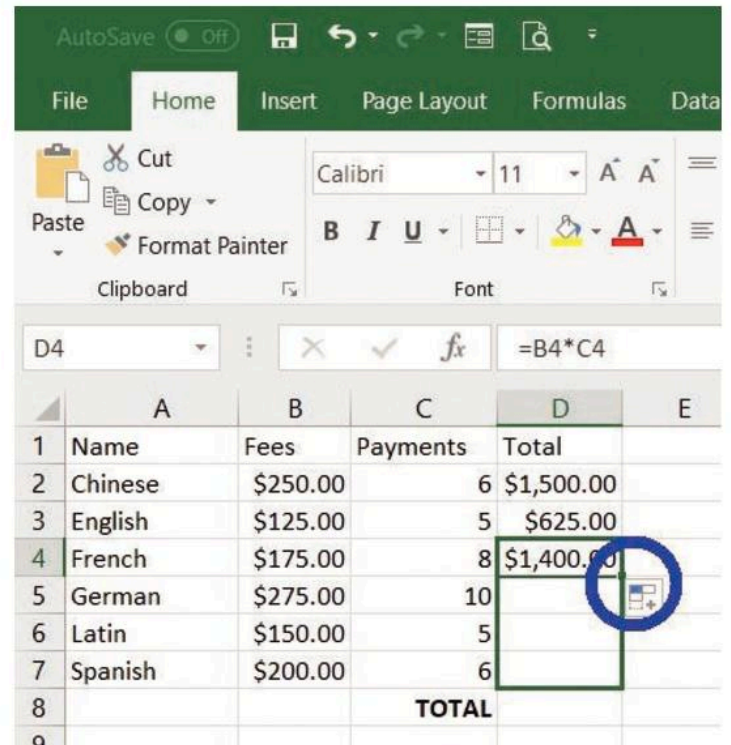 AutoSave Off
File Home Insert Page Layout Formulas Data
Cut
Calibri 11 A A
Copy
Paste
B I U A
Format Painter
Clipboard Font
D4 fx =B4*C4
A B C D E
1 Name Fees Payments Total
2 Chinese $250.00 6 $1,500.00
3 English $125.00 5 $625.00
4 French $175.00 8 $1,400.00
5 German $275.00 10
6 Latin $150.00 5
7 Spanish $200.00 6
8 TOTAL
9